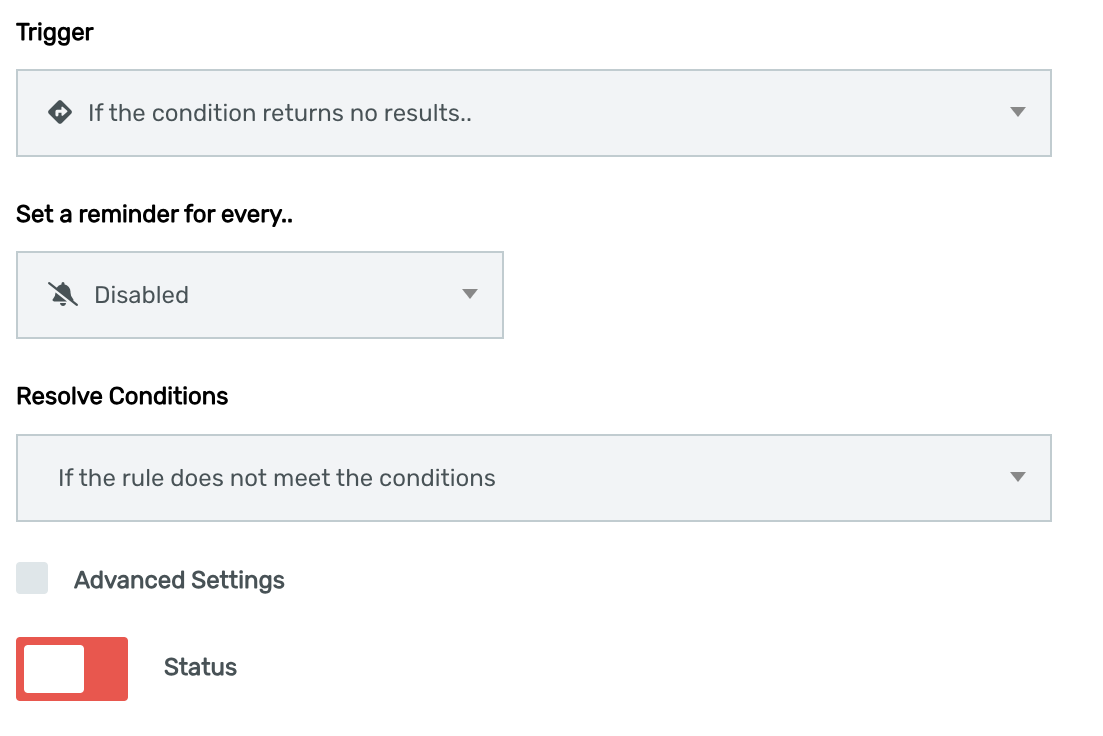 Trigger
If the condition returns no results..
Set a reminder for every..
Disabled
Resolve Conditions
If the rule does not meet the conditions
Advanced Settings
Status